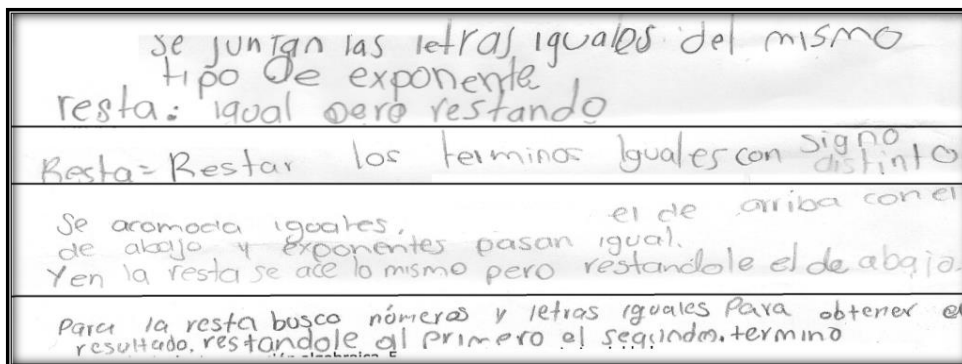 se juntan las letras iguales del mismo
tipo de exponente
resta: igual pero restando
Resta = Restar los terminos Iguales con signo distinto
Se acomoda iguales, el de arriba con el
de abajo y exponentes pasan igual.
Y en la resta se ace lo mismo pero restandole el de abajo.
Para la resta busco números y letras iguales Para obtener el
resultado, restandole al primero el segundo. termino